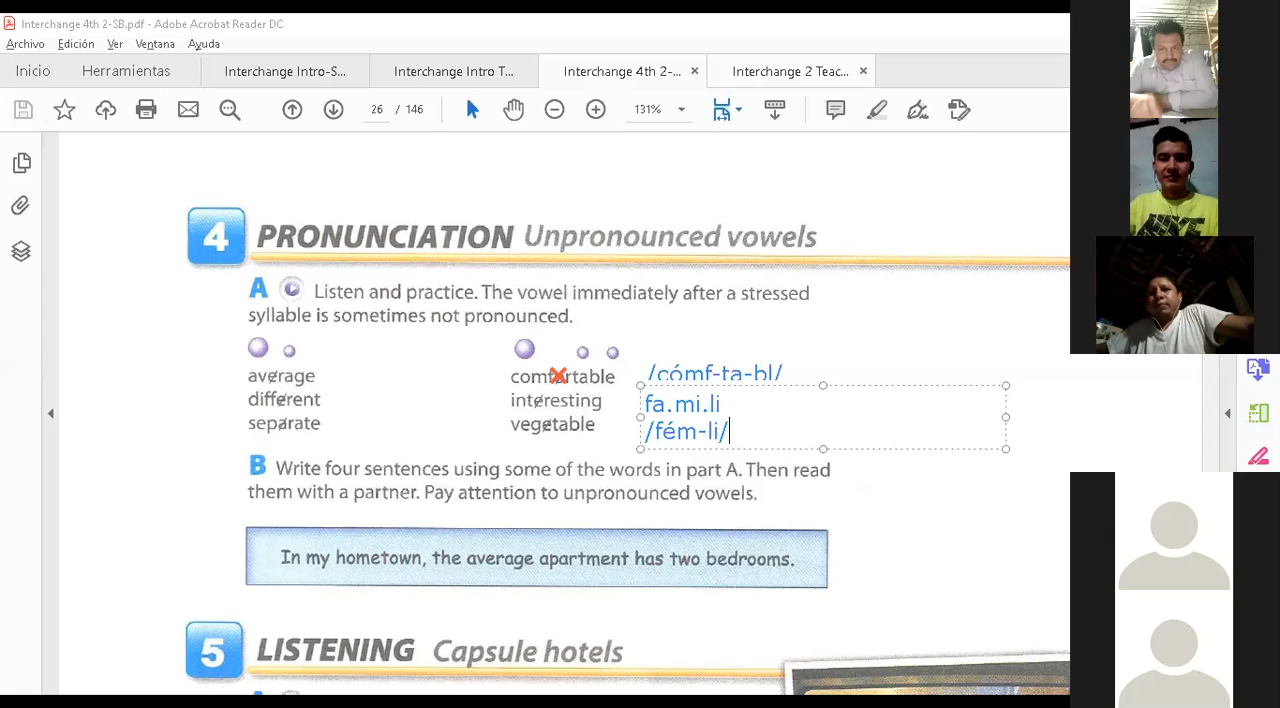 Interchange 4th 2-SB.pdf - Adobe Acrobat Reader DC
Archivo Edición Ver Ventana Ayuda
Inicio Herramientas Interchange Intro-S... Interchange Intro T... Interchange 4th 2-... × Interchange 2 Teac... ×
26 / 146 131%
4 PRONUNCIATION Unpronounced vowels
A Listen and practice. The vowel immediately after a stressed
syllable is sometimes not pronounced.
average comfortable /cómf-ta-bl/
different interesting fa.mi.li
separate vegetable /fém-li/
B Write four sentences using some of the words in part A. Then read
them with a partner. Pay attention to unpronounced vowels.
In my hometown, the average apartment has two bedrooms.
5 LISTENING Capsule hotels